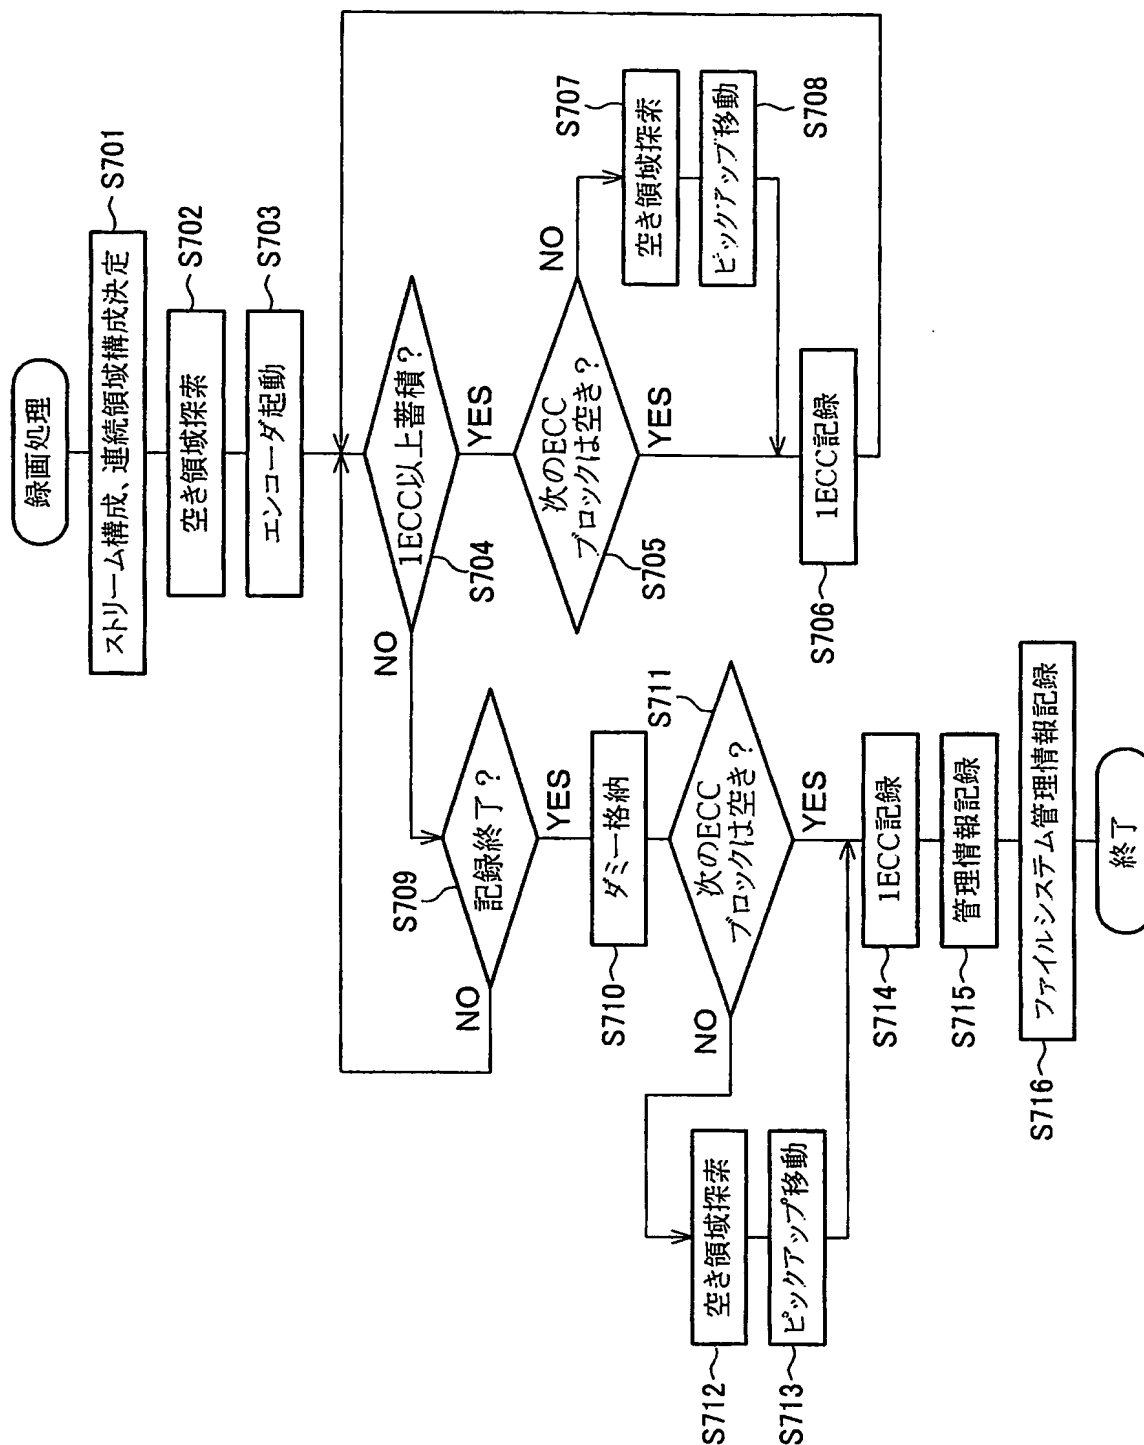 録画処理
ストリーム構成、連続領域構成決定
S701
空き領域探索
S702
エンコーダ起動
S703
1ECC以上蓄積？
S704
NO
YES
次のECC
ブロックは空き？
S705
NO
YES
空き領域探索
S707
ピックアップ移動
S708
1ECC記録
S706
記録終了？
S709
NO
YES
ダミー格納
S710
次のECC
ブロックは空き？
S711
NO
YES
空き領域探索
S712
ピックアップ移動
S713
1ECC記録
S714
管理情報記録
S715
ファイルシステム管理情報記録
S716
終了